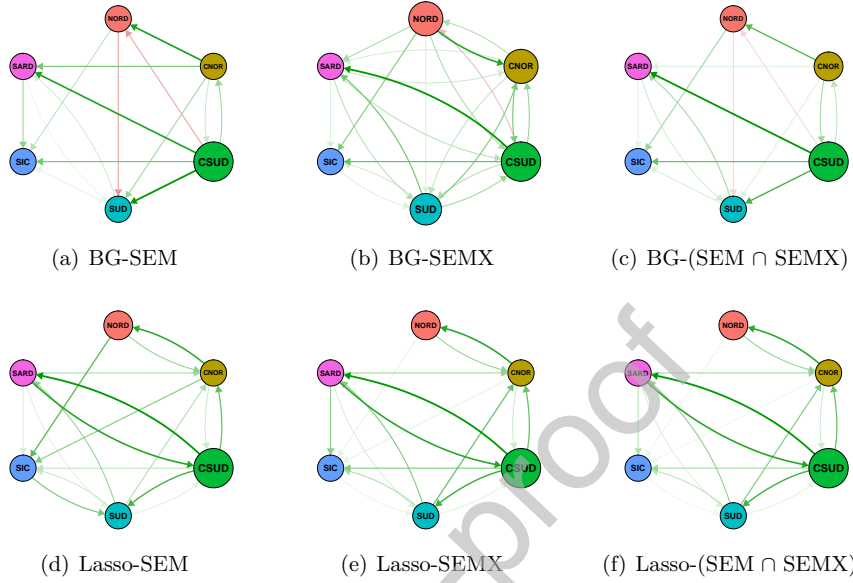 NORD NORD NORD
SARD CNOR SARD CNOR SARD CNOR
SIC CSUD SIC CSUD SIC CSUD
SUD SUD SUD
(a) BG-SEM (b) BG-SEMX (c) BG-(SEM ∩ SEMX)
NORD NORD NORD
SARD CNOR SARD CNOR SARD CNOR
SIC CSUD SIC CSUD SIC CSUD
SUD SUD SUD
(d) Lasso-SEM (e) Lasso-SEMX (f) Lasso-(SEM ∩ SEMX)
proof